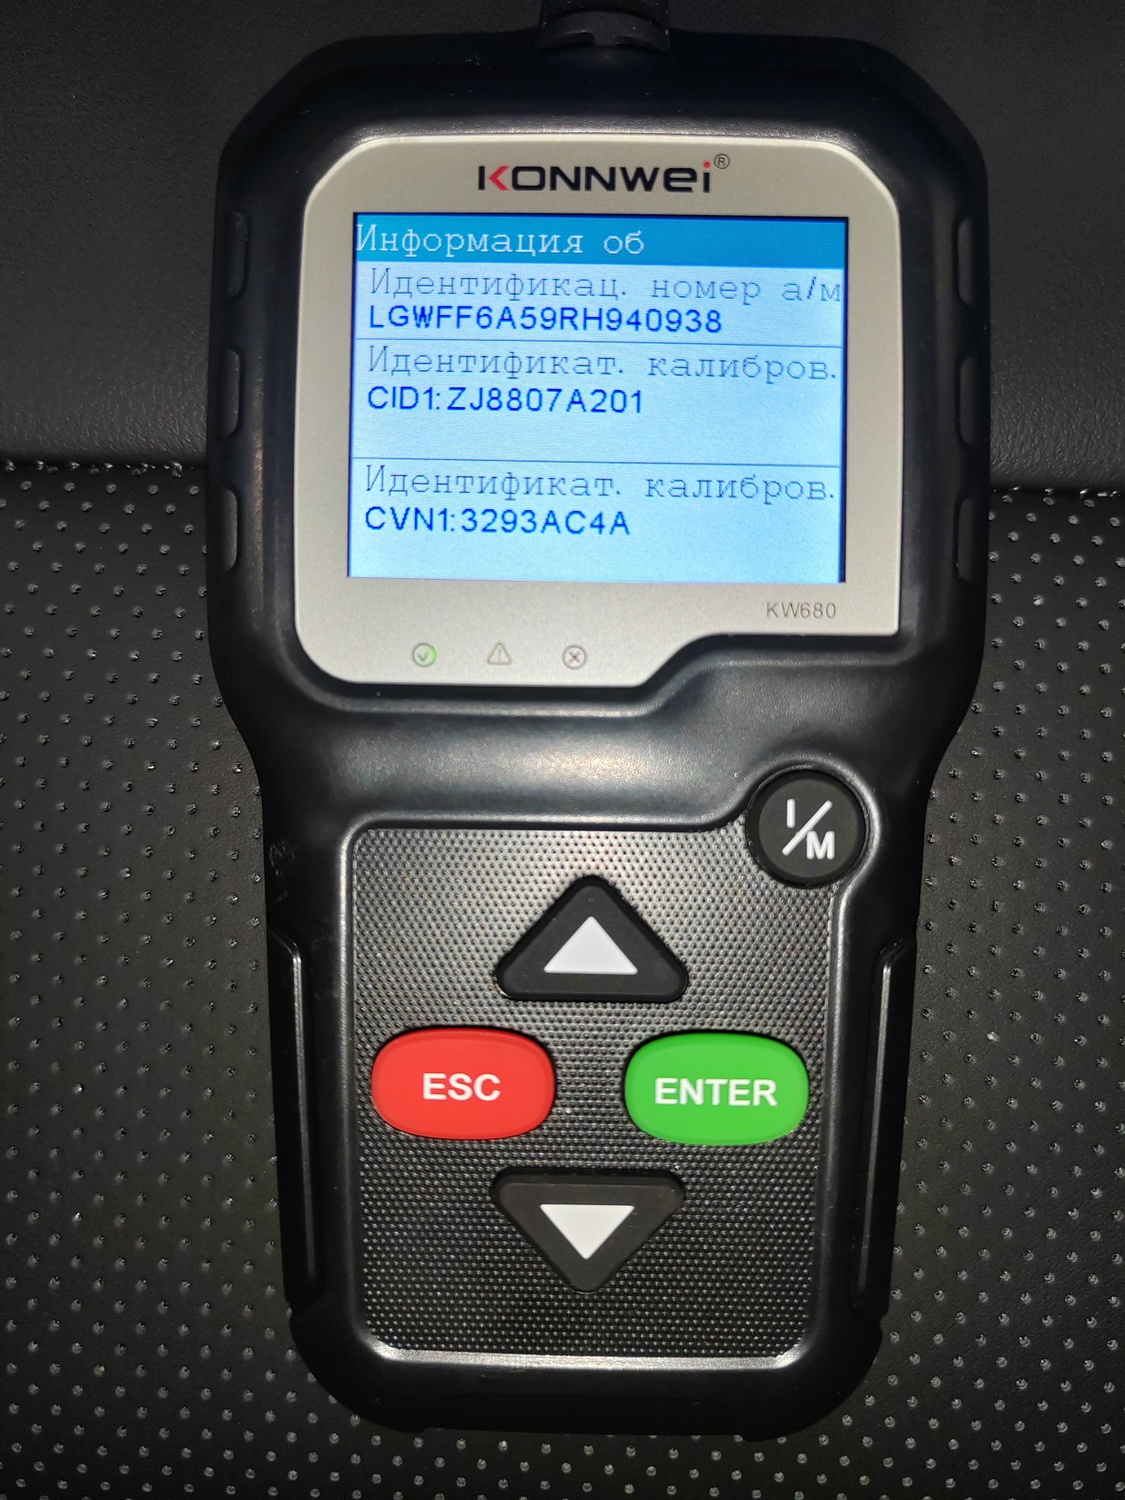 KONNWEi®
Информация об
Идентификац. номер а/м
LGWFF6A59RH940938
Идентификат. калибров.
CID1:ZJ8807A201
Идентификат. калибров.
CVN1:3293AC4A
KW680
I/M
ESC
ENTER